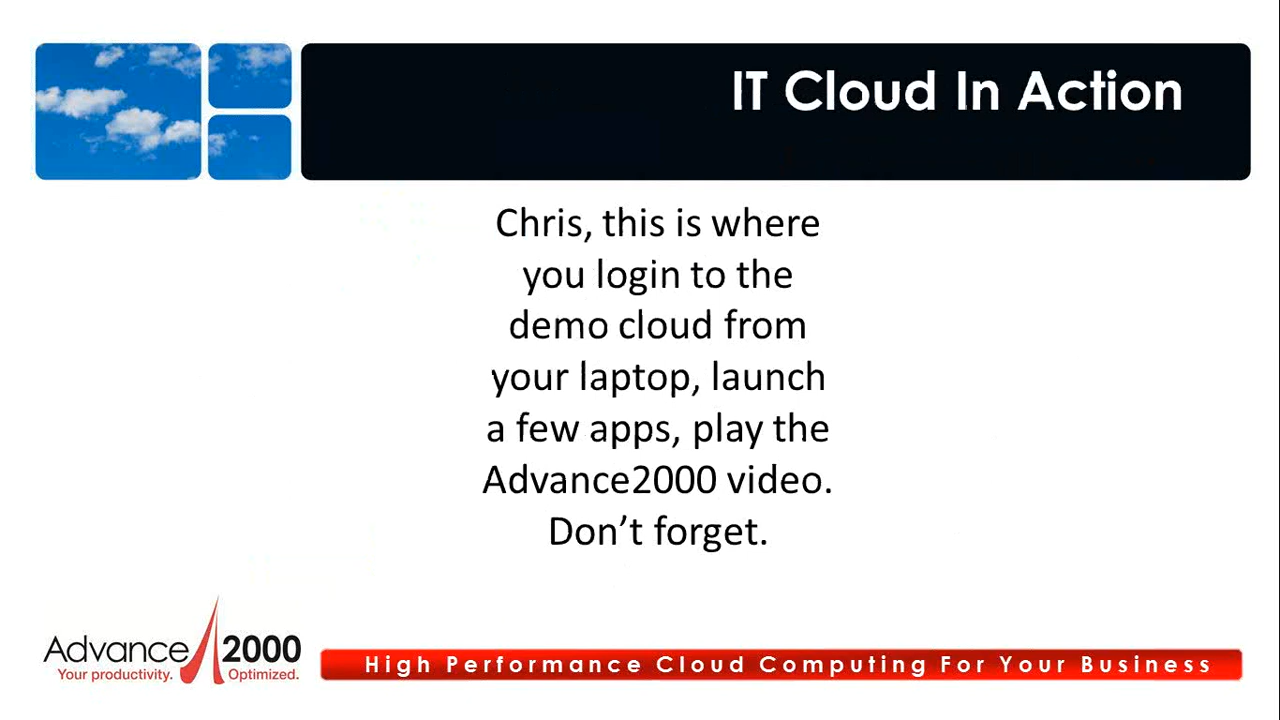 IT Cloud In Action
Chris, this is where
you login to the
demo cloud from
your laptop, launch
a few apps, play the
Advance2000 video.
Don’t forget.
Advance 2000
Your productivity. Optimized.
High Performance Cloud Computing For Your Business